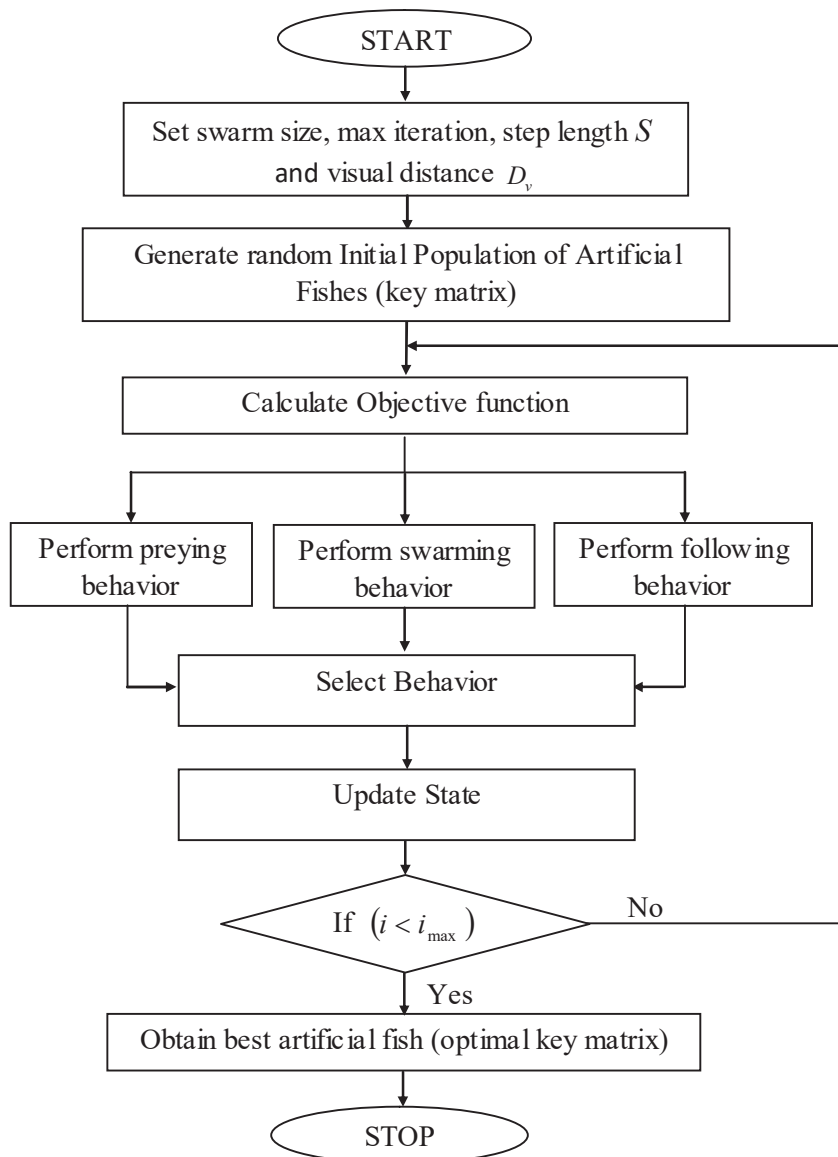 START
Set swarm size, max iteration, step length S
and visual distance D_v
Generate random Initial Population of Artificial
Fishes (key matrix)
Calculate Objective function
Perform preying
behavior
Perform swarming
behavior
Perform following
behavior
Select Behavior
Update State
If (i < i_max)
No
Yes
Obtain best artificial fish (optimal key matrix)
STOP